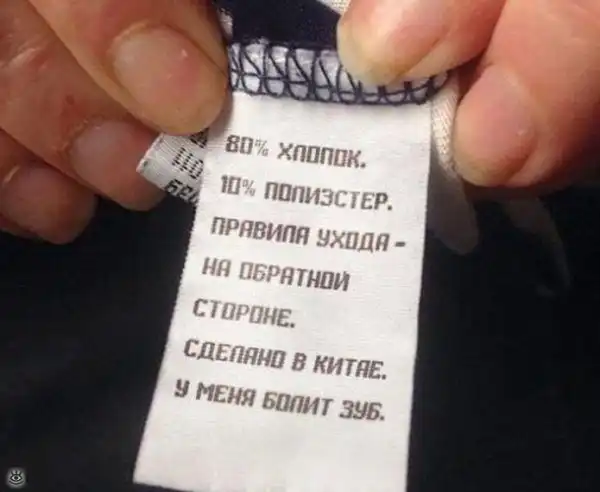 80% ХЛОПОК.
10% ПОЛИЭСТЕР.
ПРАВИЛА УХОДА -
НА ОБРАТНОЙ
СТОРОНЕ.
СДЕЛАНО В КИТАЕ.
У МЕНЯ БОЛИТ ЗУБ.